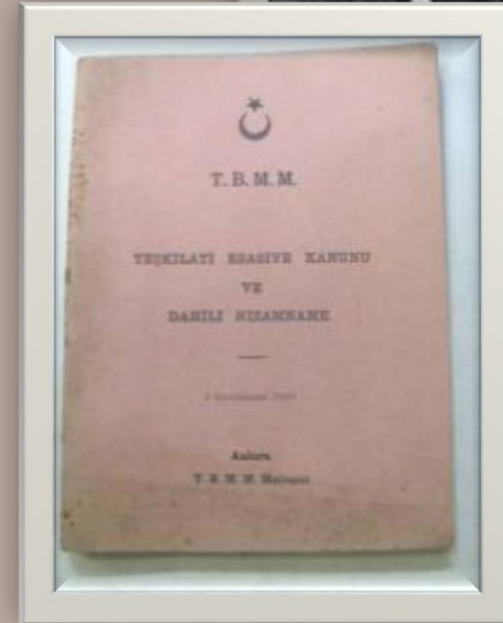 T. B. M. M.
TEŞKİLATI ESASİYE KANUNU
VE
DAHİLİ NİZAMNAME
Ankara
T. B. M. M. Matbaası